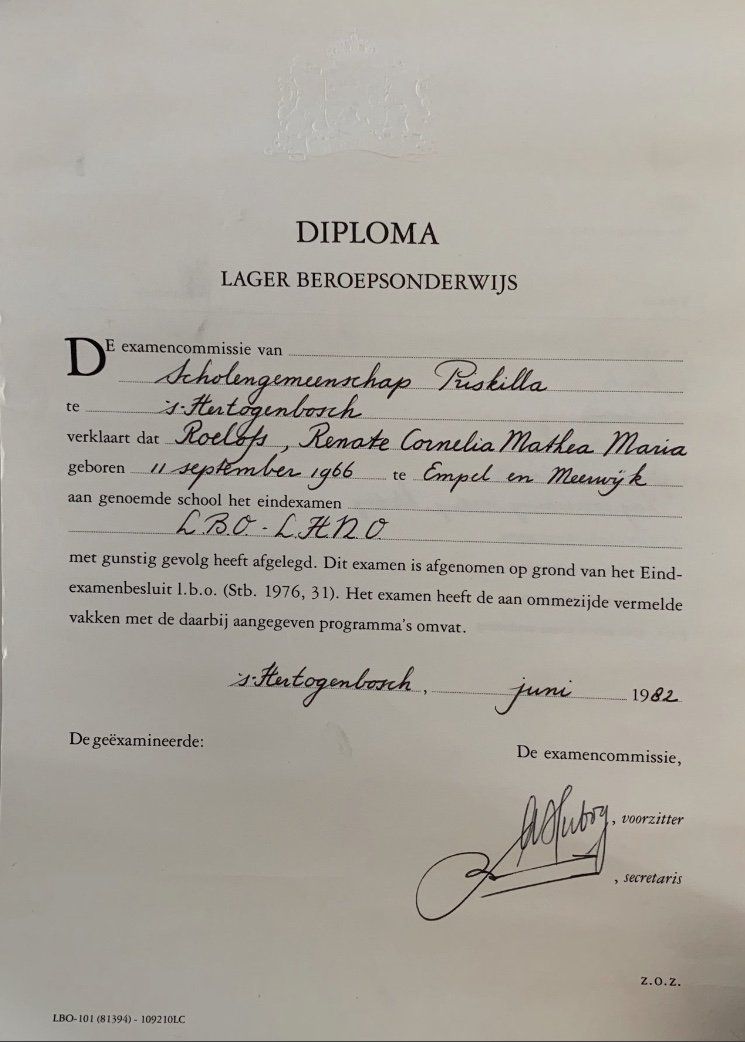 DIPLOMA
LAGER BEROEPSONDERWIJS
DE examencommissie van
Scholengemeenschap Priskilla
te 's-Hertogenbosch
verklaart dat Roelofs, Renate Cornelia Mathea Maria
geboren 11 september 1966 te Empel en Meerwijk
aan genoemde school het eindexamen
L.B.O. - L.H.N.O
met gunstig gevolg heeft afgelegd. Dit examen is afgenomen op grond van het Eind-
examenbesluit l.b.o. (Stb. 1976, 31). Het examen heeft de aan ommezijde vermelde
vakken met de daarbij aangegeven programma's omvat.
's-Hertogenbosch, juni 1982
De geëxamineerde:
De examencommissie,
, voorzitter
, secretaris
z.o.z.
LBO-101 (81394) - 109210LC